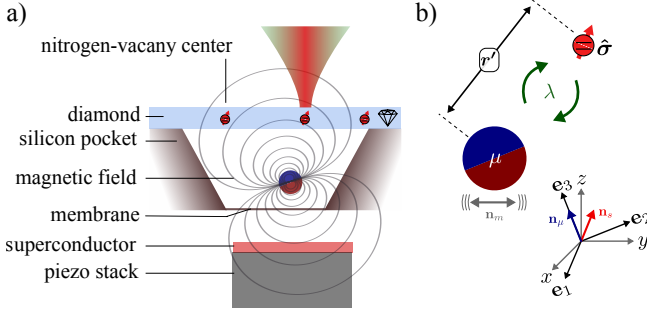 a)
nitrogen-vacany center
diamond
silicon pocket
magnetic field
membrane
superconductor
piezo stack
b)
r'
σ̂
λ
μ
n_m
z
e₃
n_μ
n_s
e₂
y
x
e₁